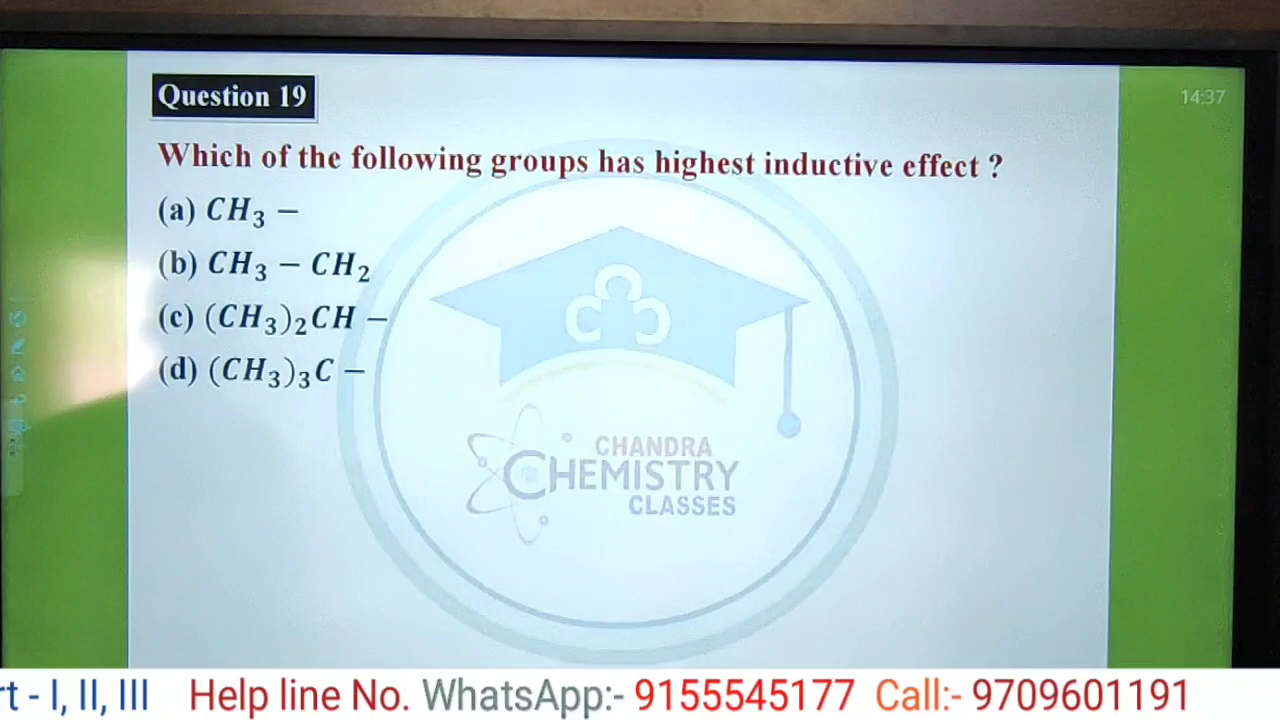 Question 19
14:37
Which of the following groups has highest inductive effect ?
(a) CH₃ −
(b) CH₃ − CH₂
(c) (CH₃)₂CH −
(d) (CH₃)₃C −
CHANDRA
CHEMISTRY
CLASSES
rt - I, II, III Help line No. WhatsApp:- 9155545177 Call:- 9709601191